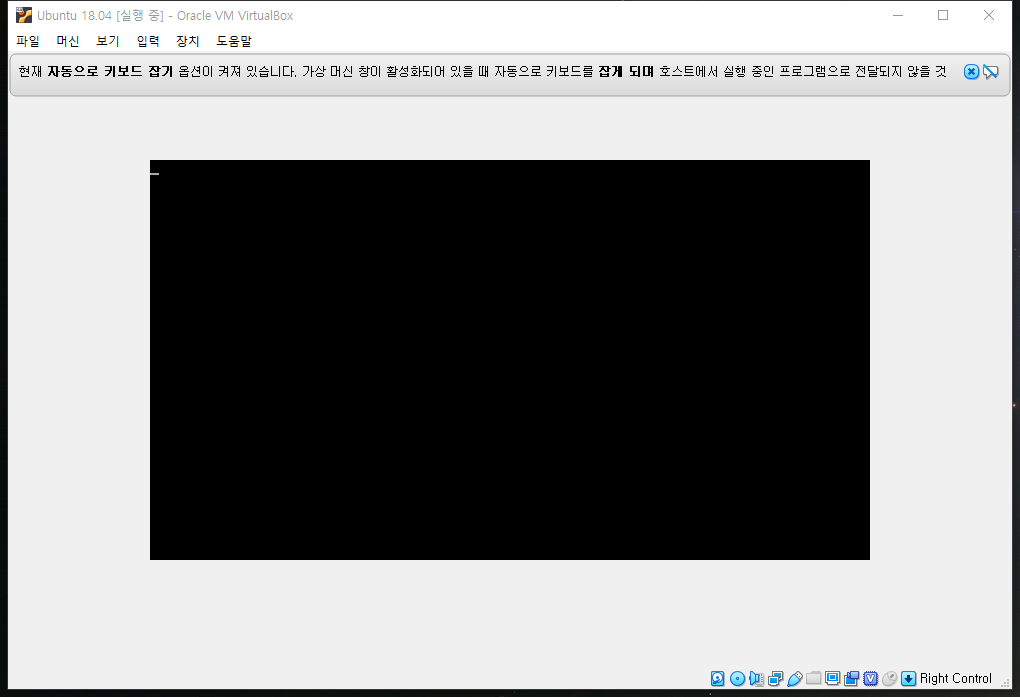 Ubuntu 18.04 [실행 중] - Oracle VM VirtualBox
파일 머신 보기 입력 장치 도움말
현재 자동으로 키보드 잡기 옵션이 켜져 있습니다. 가상 머신 창이 활성화되어 있을 때 자동으로 키보드를 잡게 되며 호스트에서 실행 중인 프로그램으로 전달되지 않을 것
Right Control